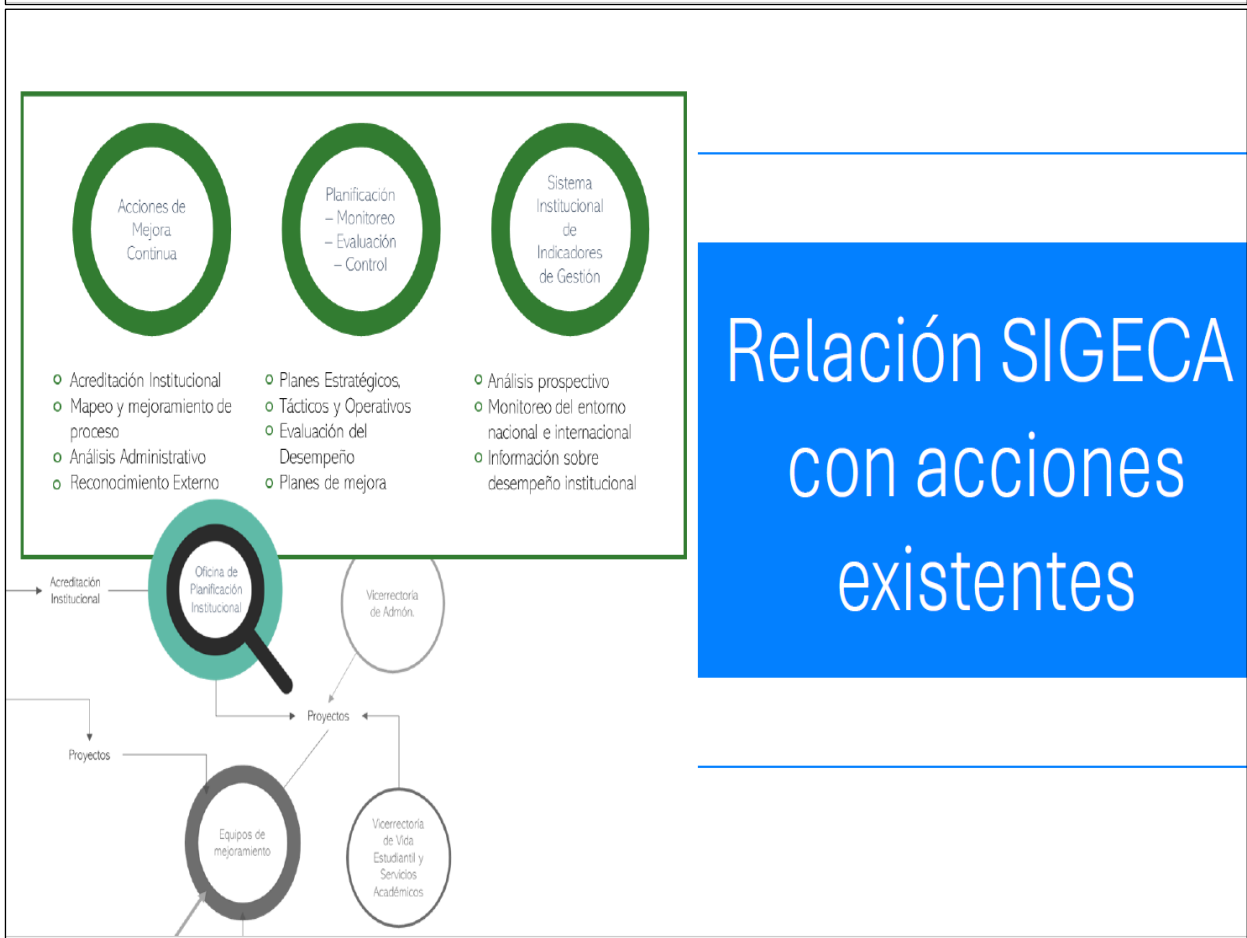 Acciones de
Mejora
Continua
Planificación
– Monitoreo
– Evaluación
– Control
Sistema
Institucional
de
Indicadores
de Gestión
Acreditación Institucional
Mapeo y mejoramiento de
proceso
Análisis Administrativo
Reconocimiento Externo
Planes Estratégicos,
Tácticos y Operativos
Evaluación del
Desempeño
Planes de mejora
Análisis prospectivo
Monitoreo del entorno
nacional e internacional
Información sobre
desempeño institucional
Relación SIGECA
con acciones
existentes
Acreditación
Institucional
Oficina de
Planificación
Institucional
Vicerrectoria
de Admón.
Proyectos
Proyectos
Equipos de
mejoramiento
Vicerrectoria
de Vida
Estudiantil y
Servicios
Académicos